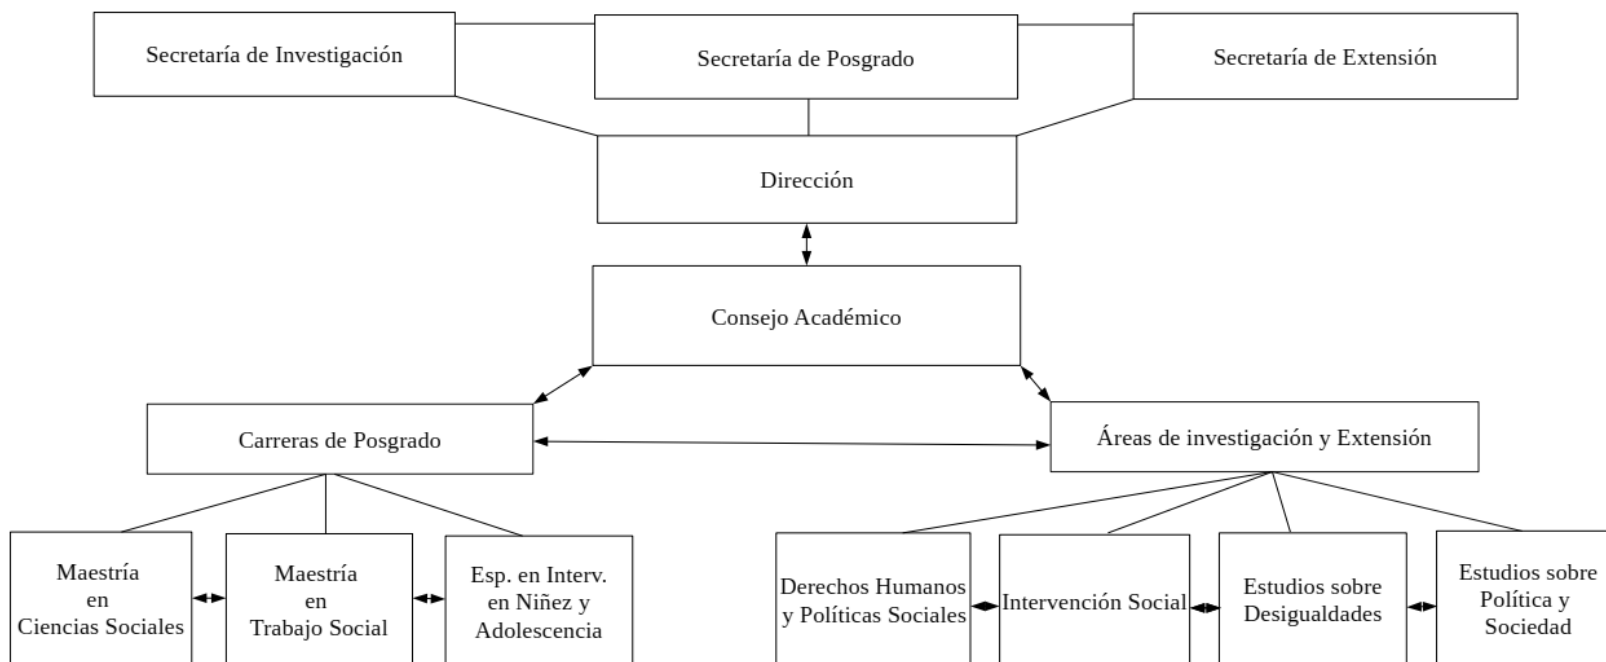 Secretaría de Investigación
Secretaría de Posgrado
Secretaría de Extensión
Dirección
Consejo Académico
Carreras de Posgrado
Áreas de investigación y Extensión
Maestría
en
Ciencias Sociales
Maestría
en
Trabajo Social
Esp. en Interv.
en Niñez y
Adolescencia
Derechos Humanos
y Políticas Sociales
Intervención Social
Estudios sobre
Desigualdades
Estudios sobre
Política y
Sociedad